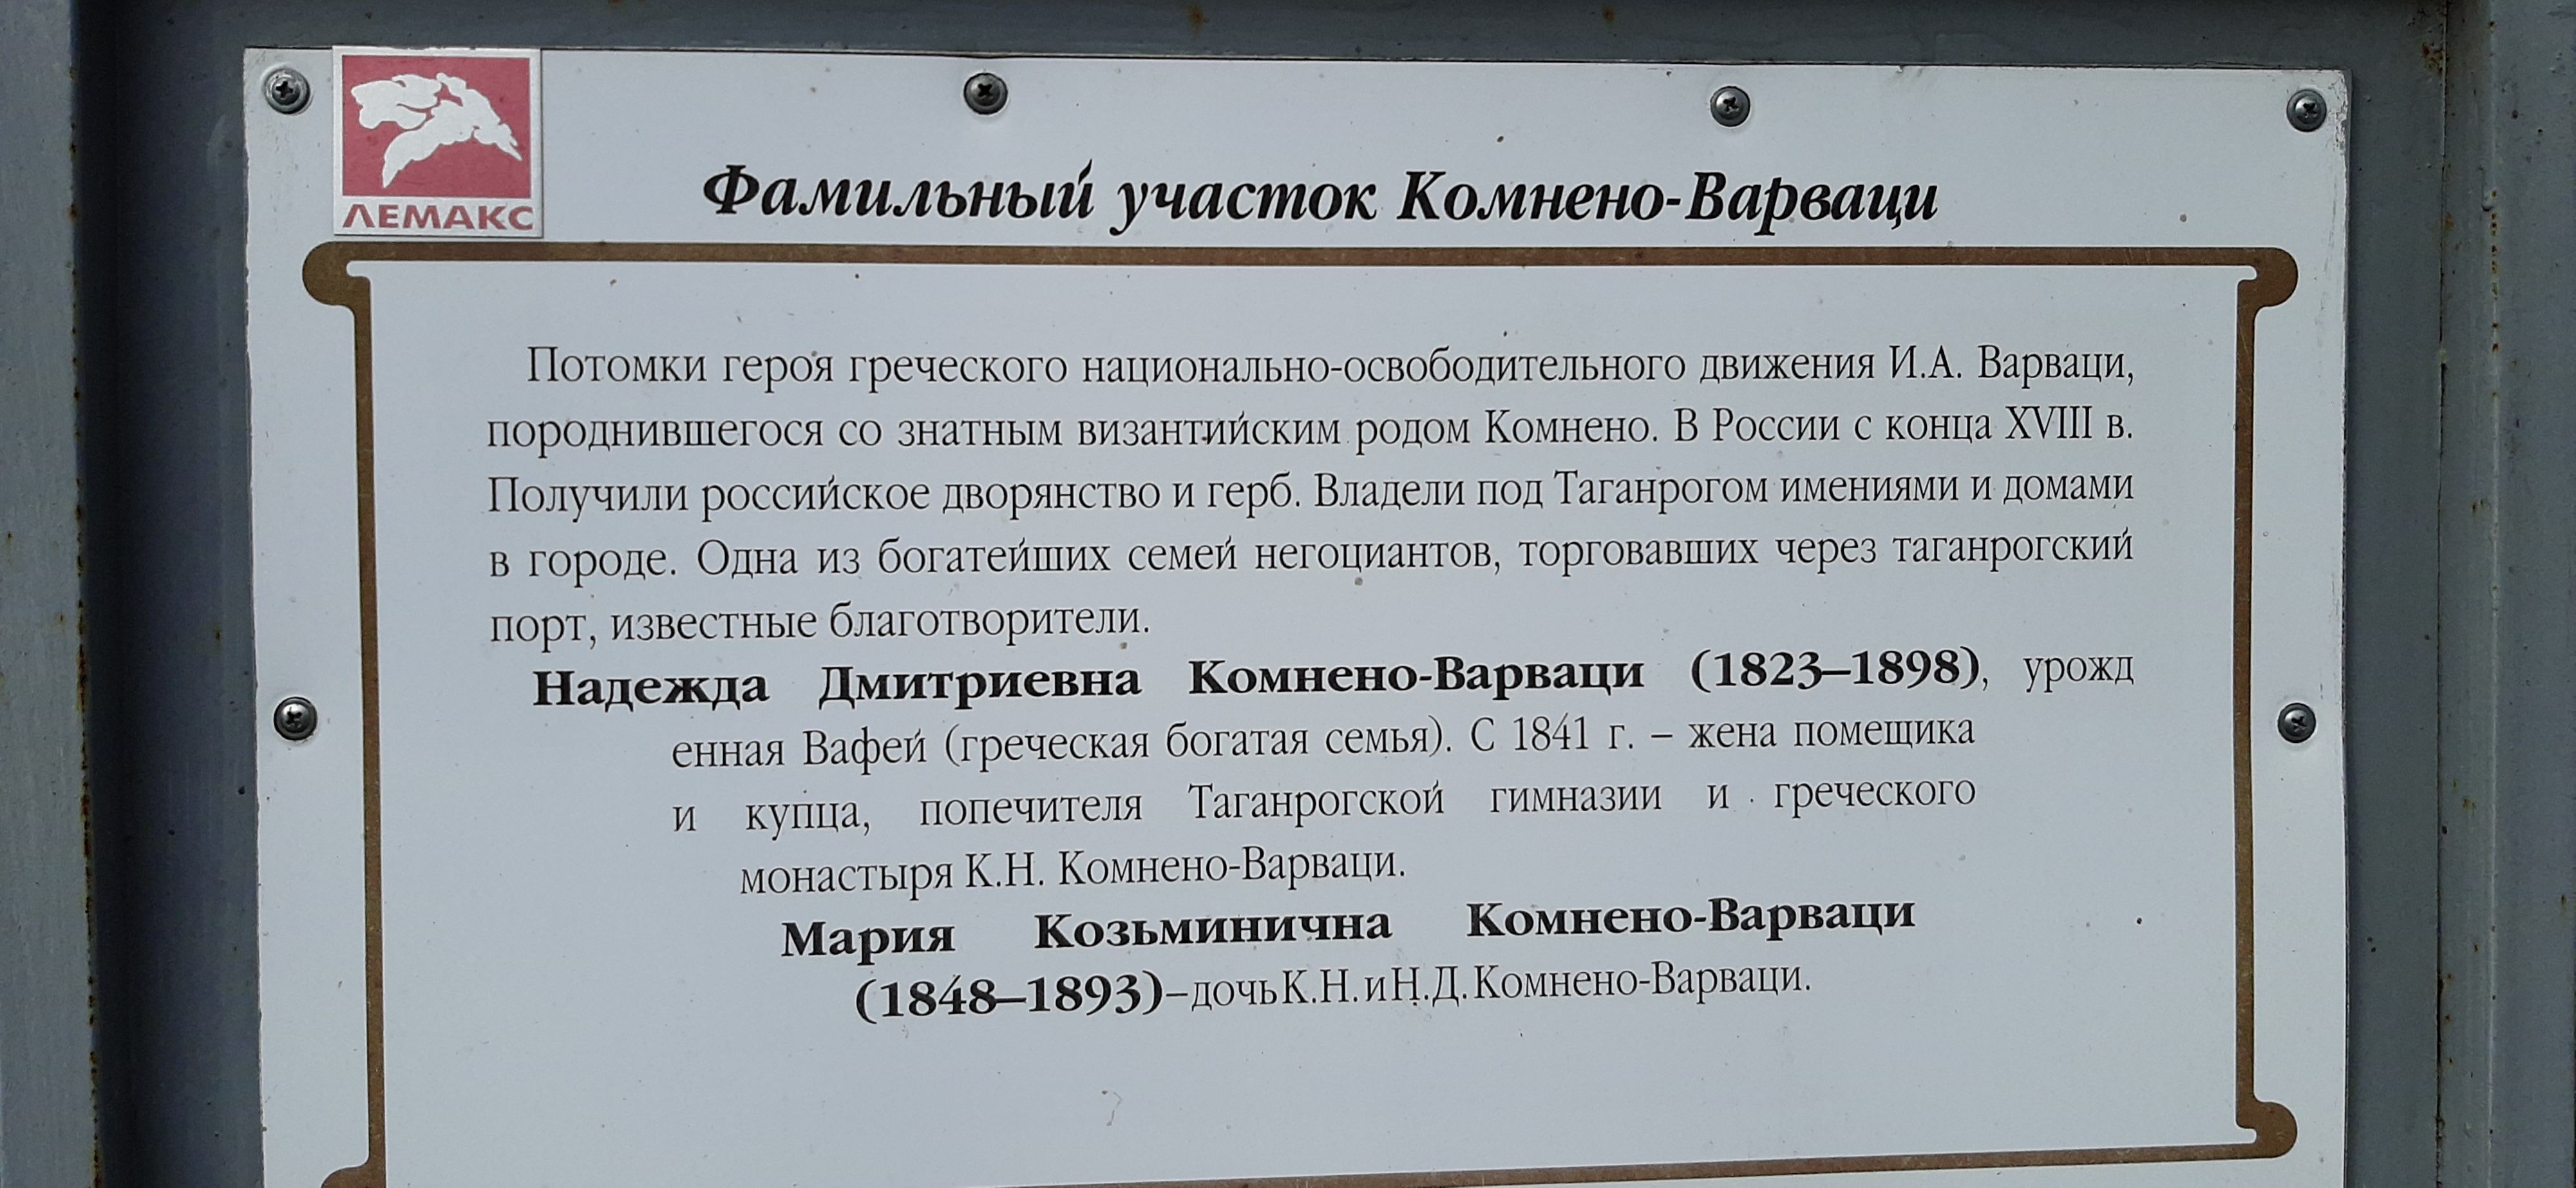 ЛЕМАКС
Фамильный участок Комнено-Варваци
Потомки героя греческого национально-освободительного движения И.А. Варваци,
породнившегося со знатным византийским родом Комнено. В России с конца XVIII в.
Получили российское дворянство и герб. Владели под Таганрогом имениями и домами
в городе. Одна из богатейших семей негоциантов, торговавших через таганрогский
порт, известные благотворители.
Надежда Дмитриевна Комнено-Варваци (1823–1898), урожд
енная Вафей (греческая богатая семья). С 1841 г. – жена помещика
и купца, попечителя Таганрогской гимназии и греческого
монастыря К.Н. Комнено-Варваци.
Мария Козьминична Комнено-Варваци
(1848–1893)–дочь К.Н. и Н.Д. Комнено-Варваци.